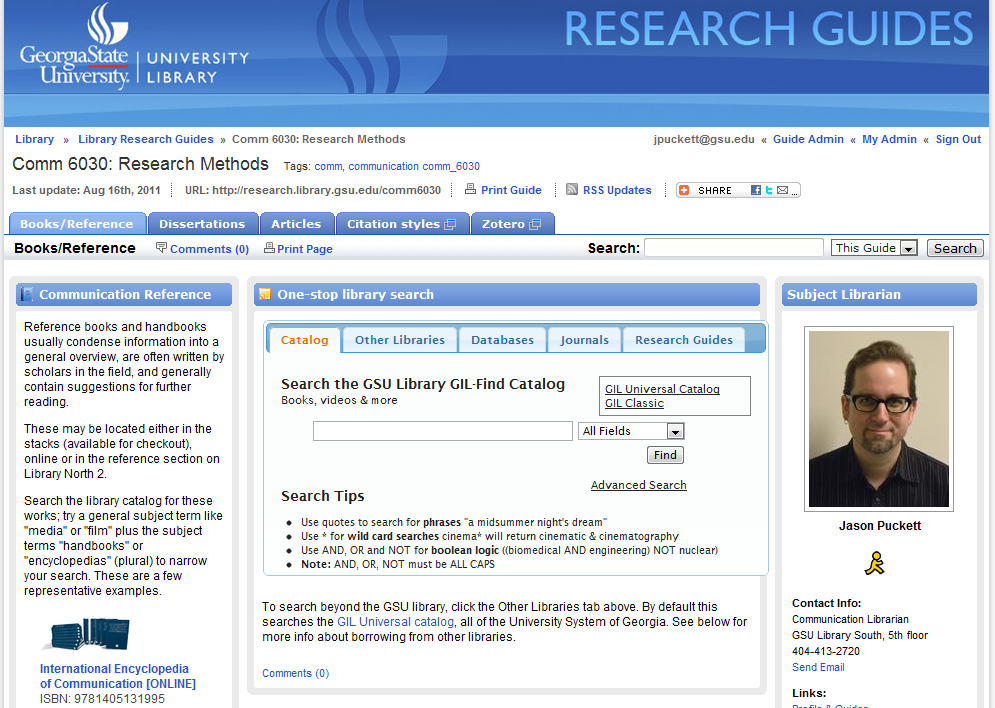 GeorgiaState University. UNIVERSITY LIBRARY
RESEARCH GUIDES
Library » Library Research Guides » Comm 6030: Research Methods
jpuckett@gsu.edu « Guide Admin « My Admin « Sign Out
Comm 6030: Research Methods Tags: comm, communication comm_6030
Last update: Aug 16th, 2011 URL: http://research.library.gsu.edu/comm6030 Print Guide RSS Updates SHARE ...
Books/Reference Dissertations Articles Citation styles Zotero
Books/Reference Comments (0) Print Page Search: This Guide Search
Communication Reference
Reference books and handbooks
usually condense information into a
general overview, are often written by
scholars in the field, and generally
contain suggestions for further
reading.
These may be located either in the
stacks (available for checkout),
online or in the reference section on
Library North 2.
Search the library catalog for these
works; try a general subject term like
"media" or "film" plus the subject
terms "handbooks" or
"encyclopedias" (plural) to narrow
your search. These are a few
representative examples.
International Encyclopedia
of Communication [ONLINE]
ISBN: 9781405131995
One-stop library search
Catalog Other Libraries Databases Journals Research Guides
Search the GSU Library GIL-Find Catalog
Books, videos & more
GIL Universal Catalog
GIL Classic
All Fields
Find
Advanced Search
Search Tips
• Use quotes to search for phrases "a midsummer night's dream"
• Use * for wild card searches cinema* will return cinematic & cinematography
• Use AND, OR and NOT for boolean logic ((biomedical AND engineering) NOT nuclear)
• Note: AND, OR, NOT must be ALL CAPS
To search beyond the GSU library, click the Other Libraries tab above. By default this
searches the GIL Universal catalog, all of the University System of Georgia. See below for
more info about borrowing from other libraries.
Comments (0)
Subject Librarian
Jason Puckett
Contact Info:
Communication Librarian
GSU Library South, 5th floor
404-413-2720
Send Email
Links:
Profile & Guides